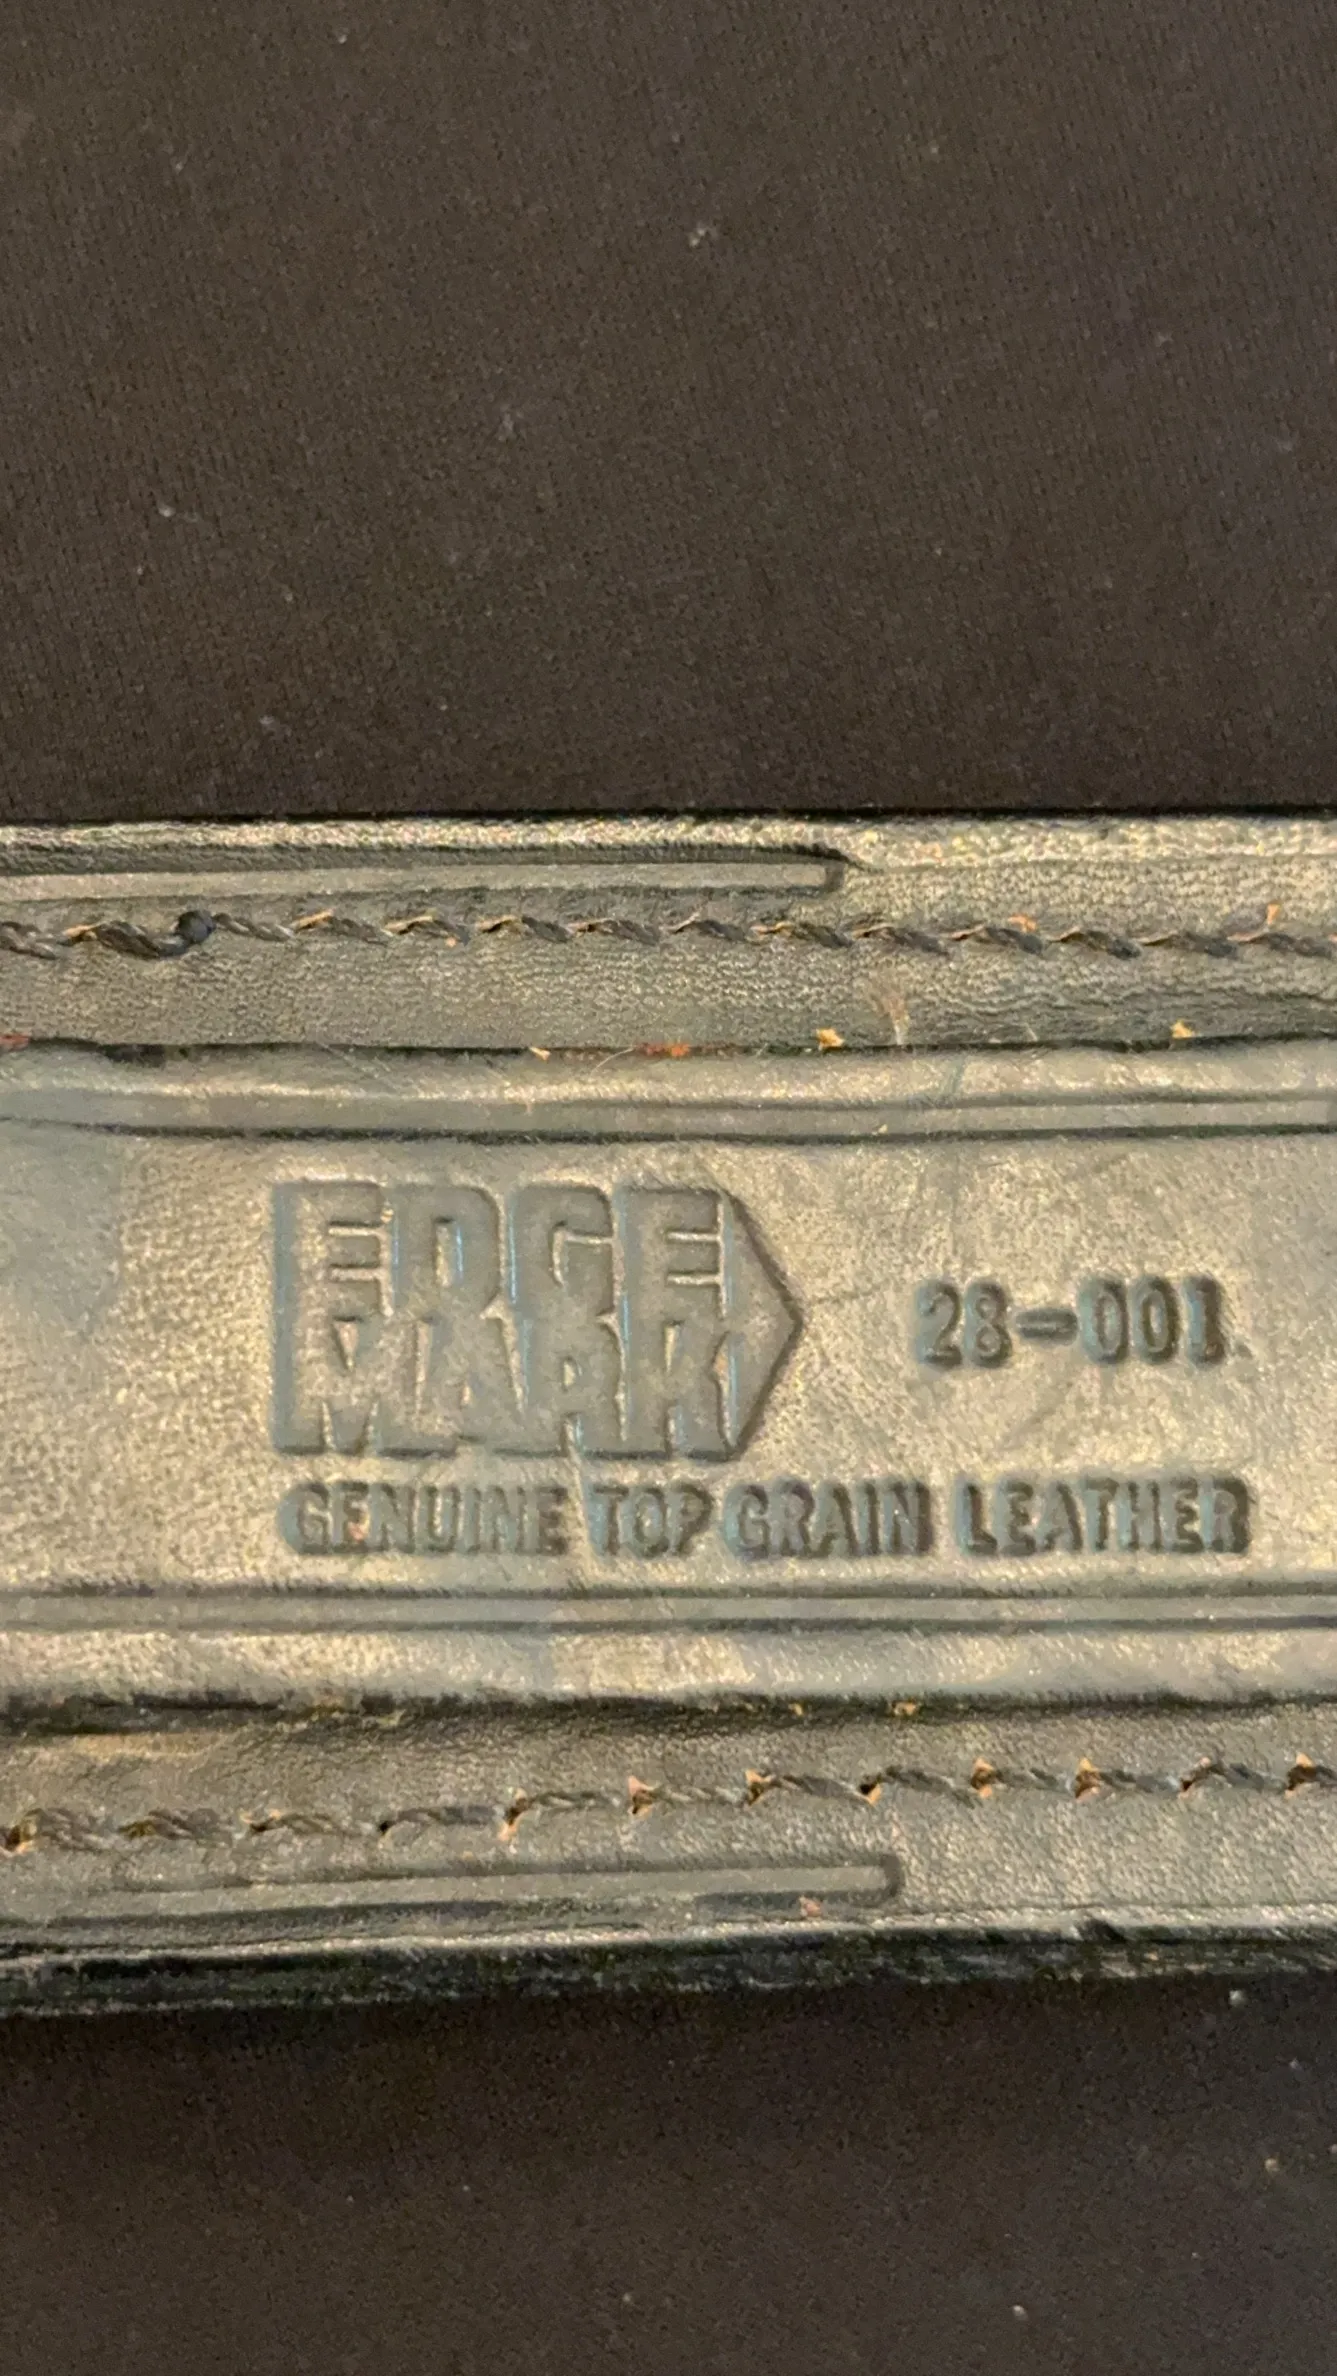 EDGE
MARK
28-001
GENUINE TOP GRAIN LEATHER